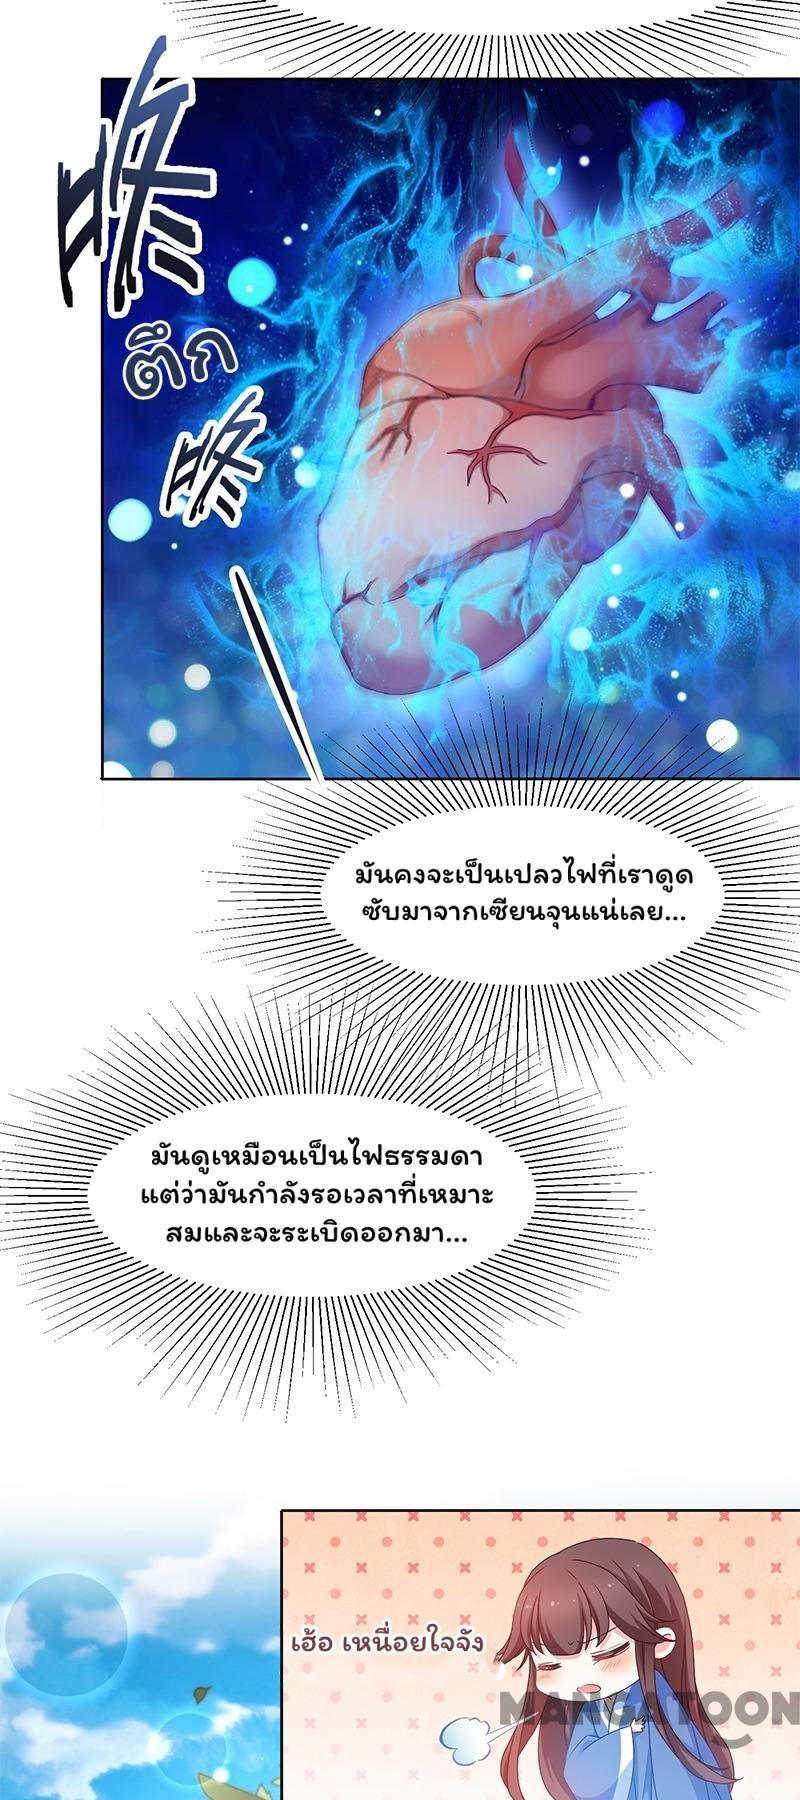 咚
ตึก
咚
มันคงจะเป็นเปลวไฟที่เราดูด
ซับมาจากเซียนจุนแน่เลย...
มันดูเหมือนเป็นไฟธรรมดา
แต่ว่ามันกำลังรอเวลาที่เหมาะ
สมและจะระเบิดออกมา...
เฮ้อ เหนื่อยใจจัง
MANGATOON